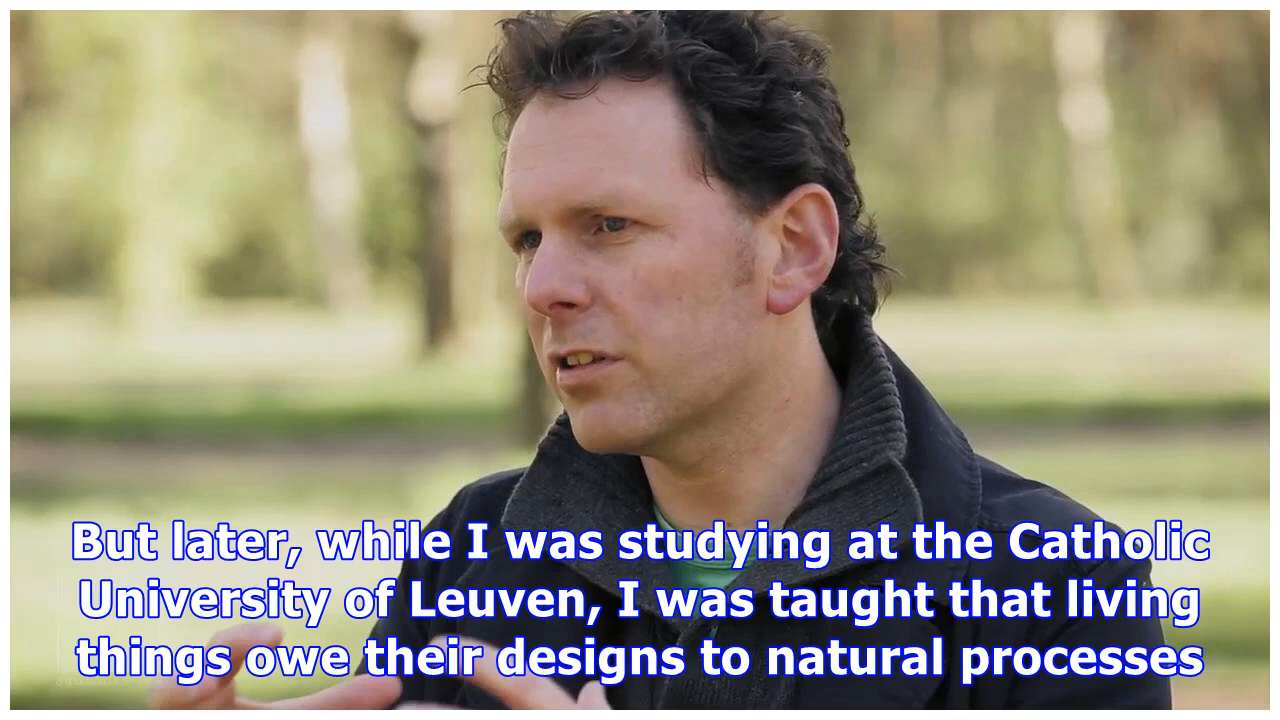 But later, while I was studying at the Catholic
University of Leuven, I was taught that living
things owe their designs to natural processes